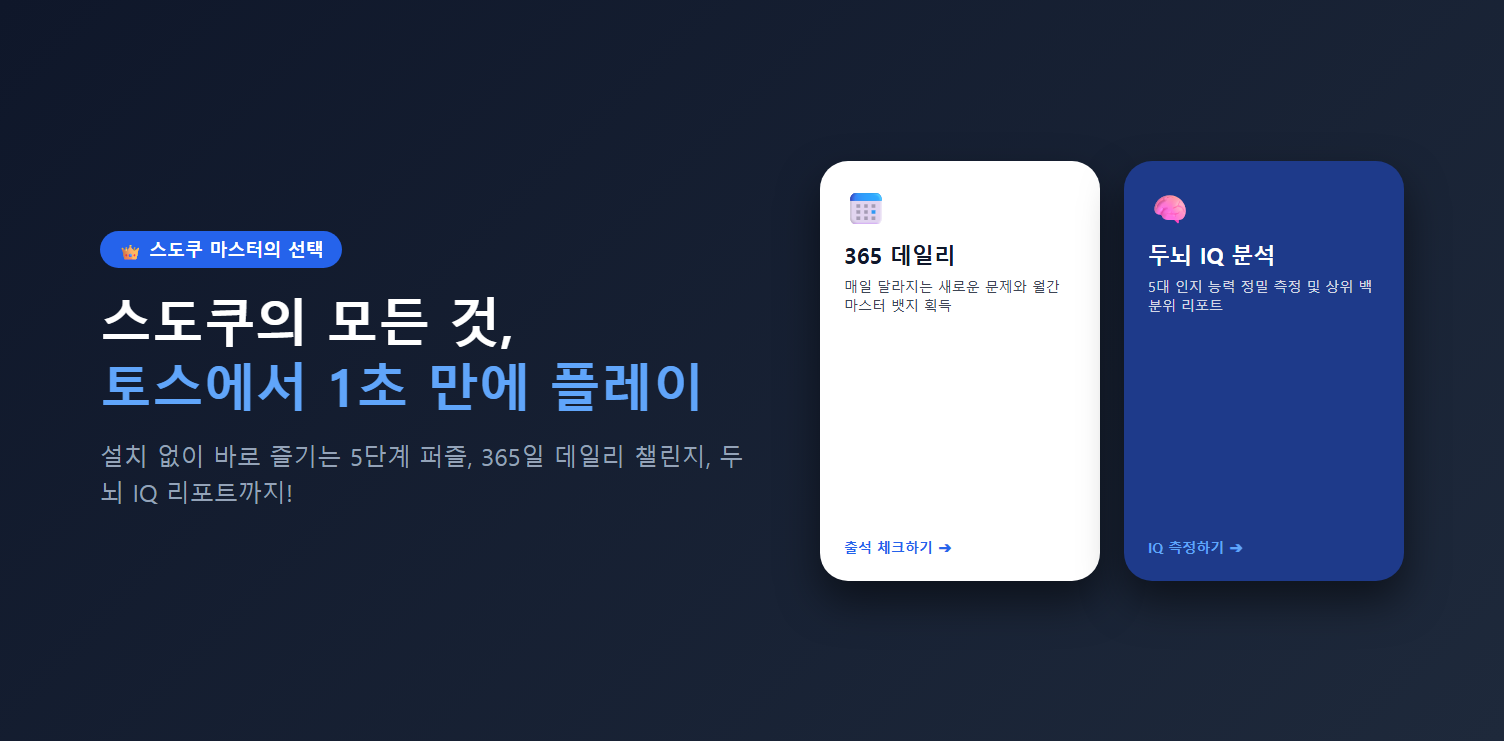 스도쿠 마스터의 선택
스도쿠의 모든 것,
토스에서 1초 만에 플레이
설치 없이 바로 즐기는 5단계 퍼즐, 365일 데일리 챌린지, 두
뇌 IQ 리포트까지!
365 데일리
매일 달라지는 새로운 문제와 월간
마스터 뱃지 획득
출석 체크하기 ➔
두뇌 IQ 분석
5대 인지 능력 정밀 측정 및 상위 백
분위 리포트
IQ 측정하기 ➔